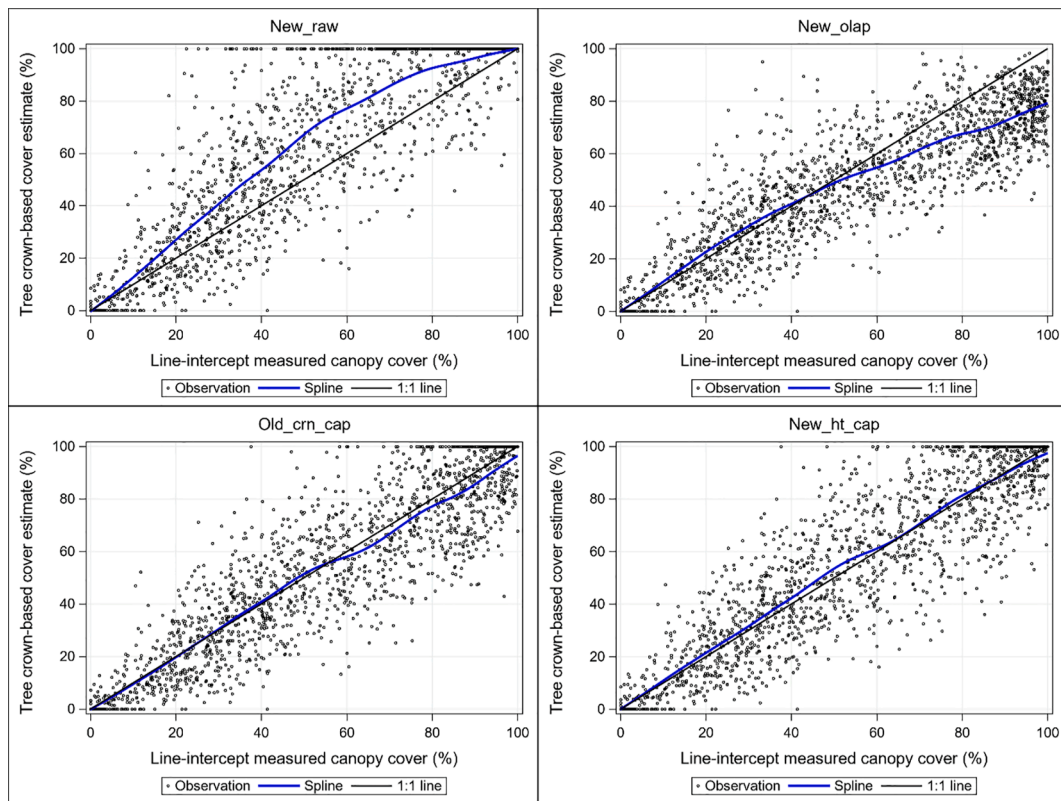 New_raw
100
80
60
40
20
0
Tree crown-based cover estimate (%)
0 20 40 60 80 100
Line-intercept measured canopy cover (%)
Observation Spline 1:1 line
New_olap
100
80
60
40
20
0
Tree crown-based cover estimate (%)
0 20 40 60 80 100
Line-intercept measured canopy cover (%)
Observation Spline 1:1 line
Old_crn_cap
100
80
60
40
20
0
Tree crown-based cover estimate (%)
0 20 40 60 80 100
Line-intercept measured canopy cover (%)
Observation Spline 1:1 line
New_ht_cap
100
80
60
40
20
0
Tree crown-based cover estimate (%)
0 20 40 60 80 100
Line-intercept measured canopy cover (%)
Observation Spline 1:1 line